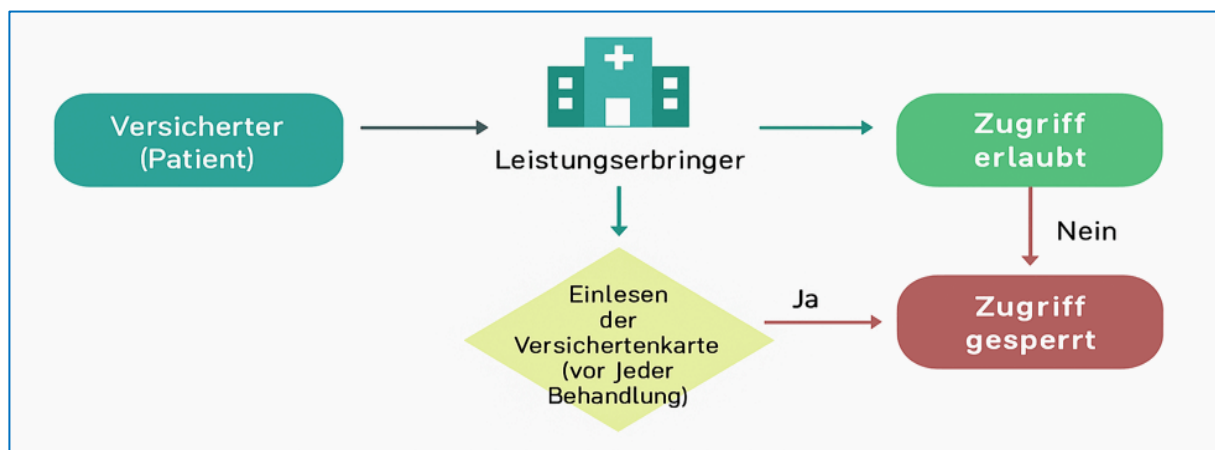 Versicherter
(Patient)
Leistungserbringer
Zugriff
erlaubt
Nein
Einlesen
der
Versichertenkarte
(vor Jeder
Behandlung)
Ja
Zugriff
gesperrt